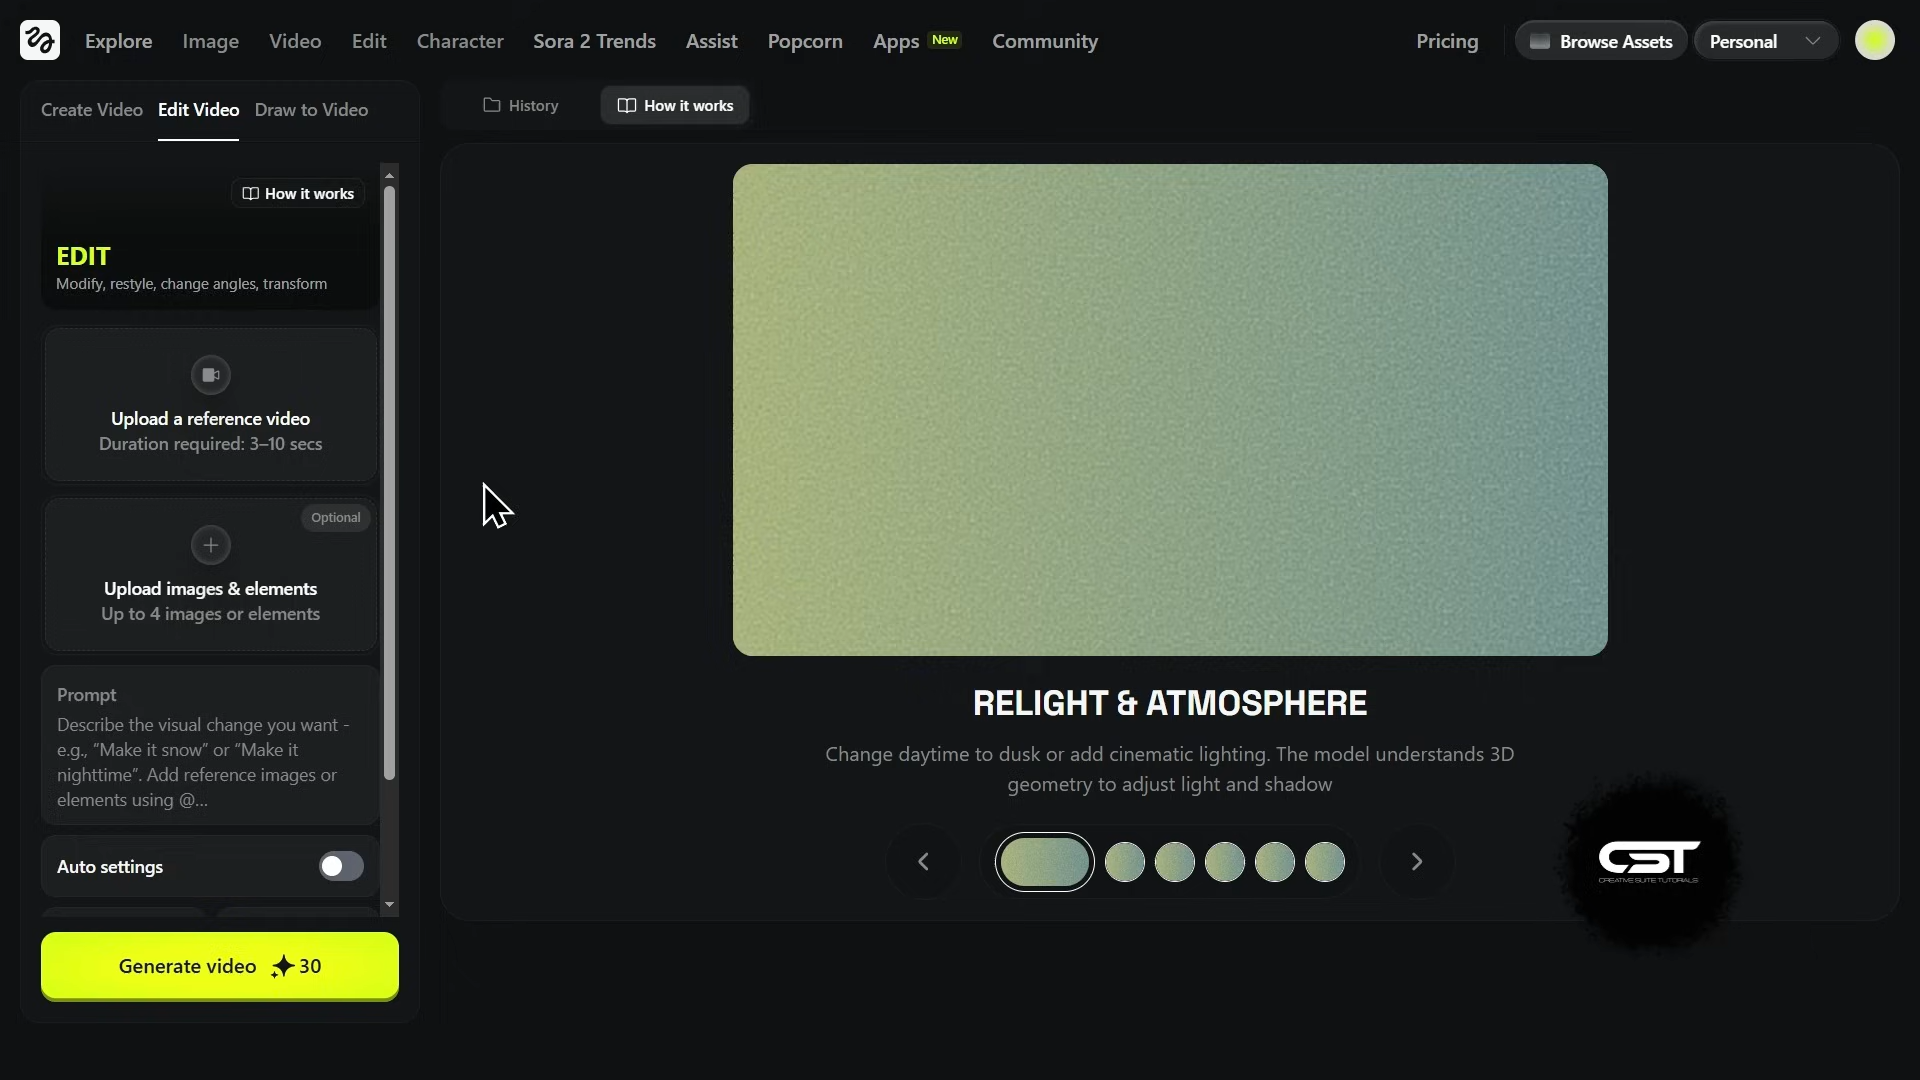 Explore
Image
Video
Edit
Character
Sora 2 Trends
Assist
Popcorn
Apps New
Community
Pricing
Browse Assets
Personal
Create Video
Edit Video
Draw to Video
History
How it works
How it works
EDIT
Modify, restyle, change angles, transform
Upload a reference video
Duration required: 3–10 secs
Optional
Upload images & elements
Up to 4 images or elements
Prompt
Describe the visual change you want -
e.g., “Make it snow” or “Make it
nighttime”. Add reference images or
elements using @...
Auto settings
Generate video 30
RELIGHT & ATMOSPHERE
Change daytime to dusk or add cinematic lighting. The model understands 3D
geometry to adjust light and shadow
CST
CREATIVE SUITE TUTORIALS